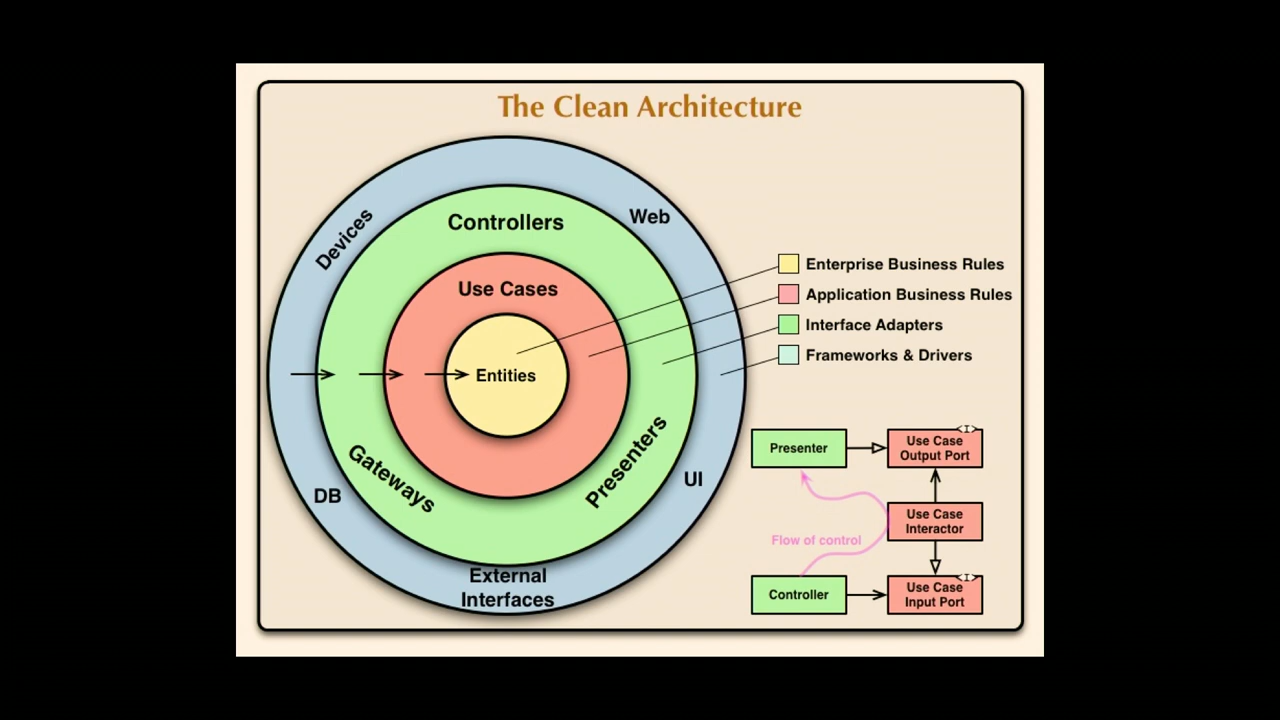 The Clean Architecture
Devices
Web
Controllers
Use Cases
Entities
Gateways
Presenters
DB
UI
External
Interfaces
Enterprise Business Rules
Application Business Rules
Interface Adapters
Frameworks & Drivers
Presenter
Use Case
Output Port
<I>
Use Case
Interactor
Flow of control
Controller
Use Case
Input Port
<I>